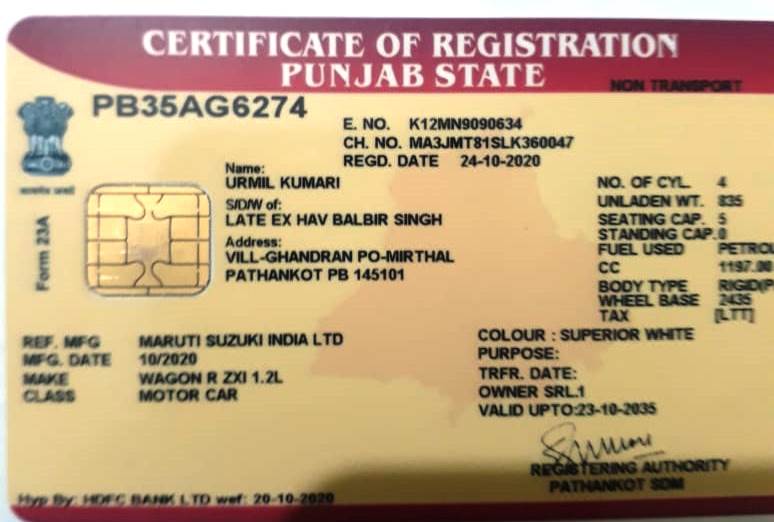 CERTIFICATE OF REGISTRATION
PUNJAB STATE
NON TRANSPORT
PB35AG6274
E. NO. K12MN9090634
CH. NO. MA3JMT81SLK360047
REGD. DATE 24-10-2020
Name:
URMIL KUMARI
S/D/W of:
LATE EX HAV BALBIR SINGH
Address:
VILL-GHANDRAN PO-MIRTHAL
PATHANKOT PB 145101
Form 23A
NO. OF CYL 4
UNLADEN WT. 835
SEATING CAP. 5
STANDING CAP.0
FUEL USED PETROL
CC 1197.00
BODY TYPE RIGID(P
WHEEL BASE 2435
TAX [LTT]
REF. MFG MARUTI SUZUKI INDIA LTD
MFG. DATE 10/2020
MAKE WAGON R ZXI 1.2L
CLASS MOTOR CAR
COLOUR : SUPERIOR WHITE
PURPOSE:
TRFR. DATE:
OWNER SRL.1
VALID UPTO:23-10-2035
REGISTERING AUTHORITY
PATHANKOT SDM
Hyp By: HDFC BANK LTD wef: 20-10-2020